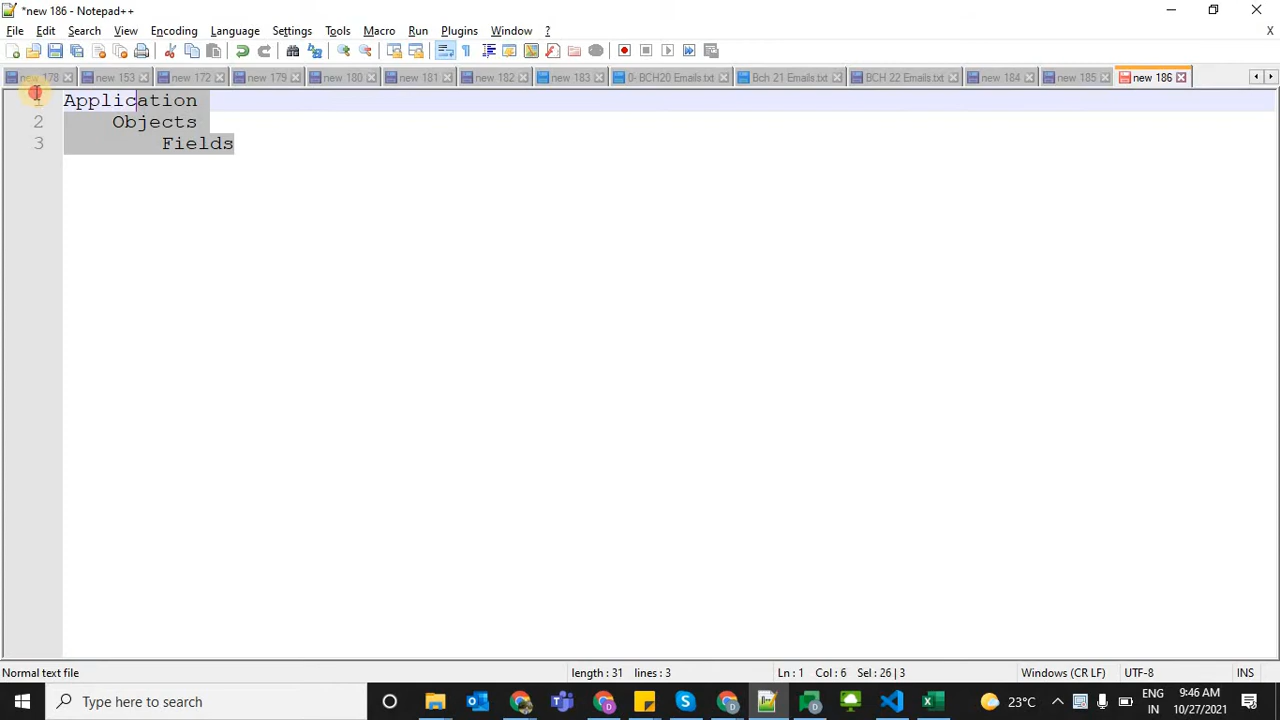 *new 186 - Notepad++
File Edit Search View Encoding Language Settings Tools Macro Run Plugins Window ?
X
new 178 new 153 new 172 new 179 new 180 new 181 new 182 new 183 0- BCH20 Emails.txt Bch 21 Emails.txt BCH 22 Emails.txt new 184 new 185 new 186
1 Application
2 Objects
3 Fields
Normal text file length : 31 lines : 3 Ln : 1 Col : 6 Sel : 26 | 3 Windows (CR LF) UTF-8 INS
Type here to search 23°C ENG 9:46 AM
IN 10/27/2021